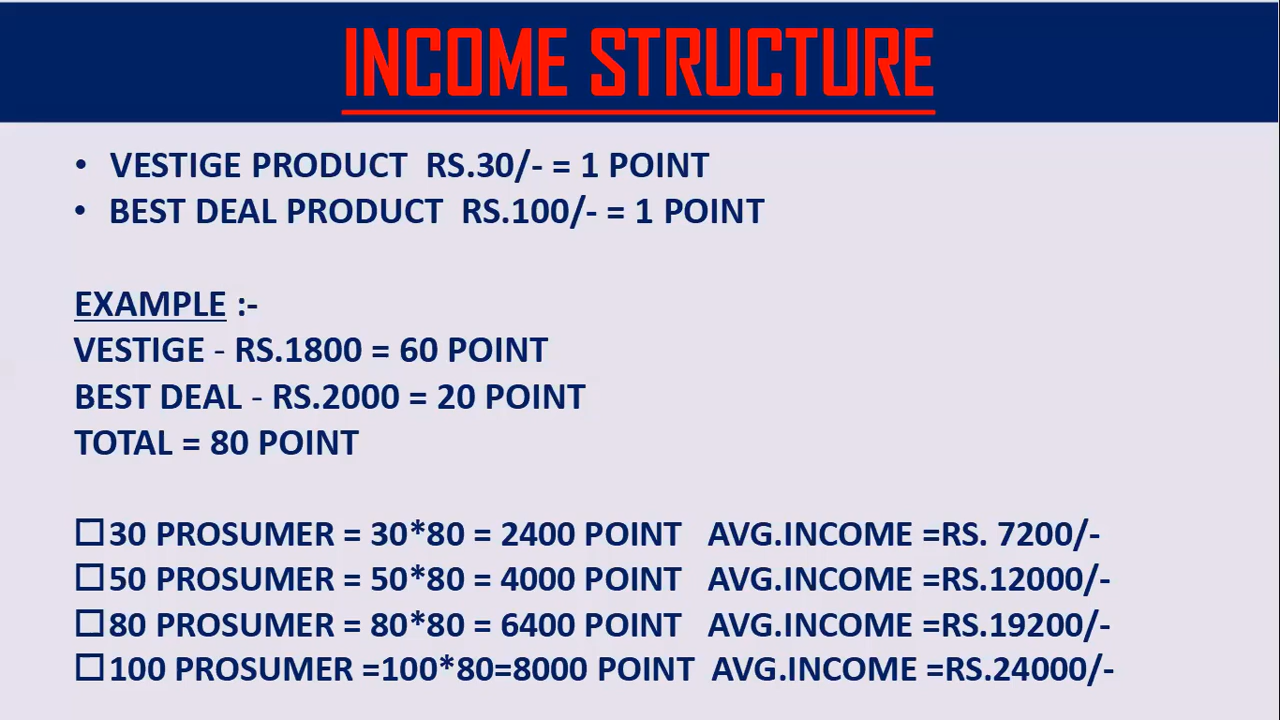 INCOME STRUCTURE
• VESTIGE PRODUCT RS.30/- = 1 POINT
• BEST DEAL PRODUCT RS.100/- = 1 POINT
EXAMPLE :-
VESTIGE - RS.1800 = 60 POINT
BEST DEAL - RS.2000 = 20 POINT
TOTAL = 80 POINT
☐30 PROSUMER = 30*80 = 2400 POINT AVG.INCOME =RS. 7200/-
☐50 PROSUMER = 50*80 = 4000 POINT AVG.INCOME =RS.12000/-
☐80 PROSUMER = 80*80 = 6400 POINT AVG.INCOME =RS.19200/-
☐100 PROSUMER =100*80=8000 POINT AVG.INCOME =RS.24000/-